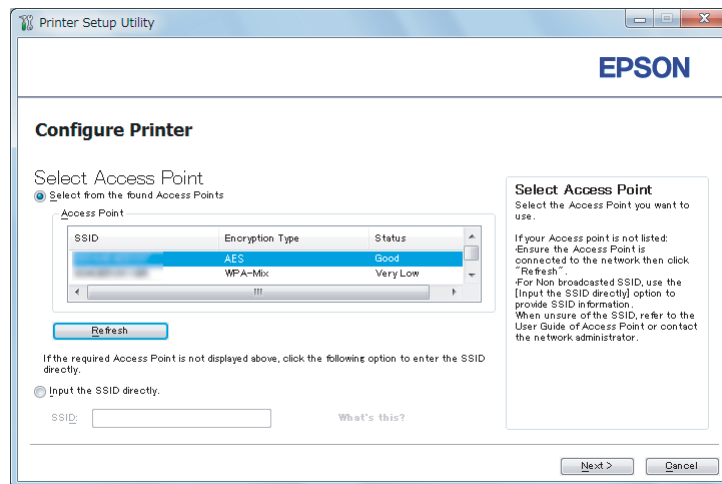 Printer Setup Utility
EPSON
Configure Printer
Select Access Point
Select from the found Access Points
Access Point
SSID Encryption Type Status
AES Good
WPA-Mix Very Low
Refresh
If the required Access Point is not displayed above, click the following option to enter the SSID
directly.
Input the SSID directly.
SSID: What's this?
Select Access Point
Select the Access Point you want to
use.
If your Access point is not listed:
·Ensure the Access Point is
connected to the network then click
"Refresh".
·For Non broadcasted SSID, use the
[Input the SSID directly] option to
provide SSID information.
When unsure of the SSID, refer to the
User Guide of Access Point or contact
the network administrator.
Next > Cancel